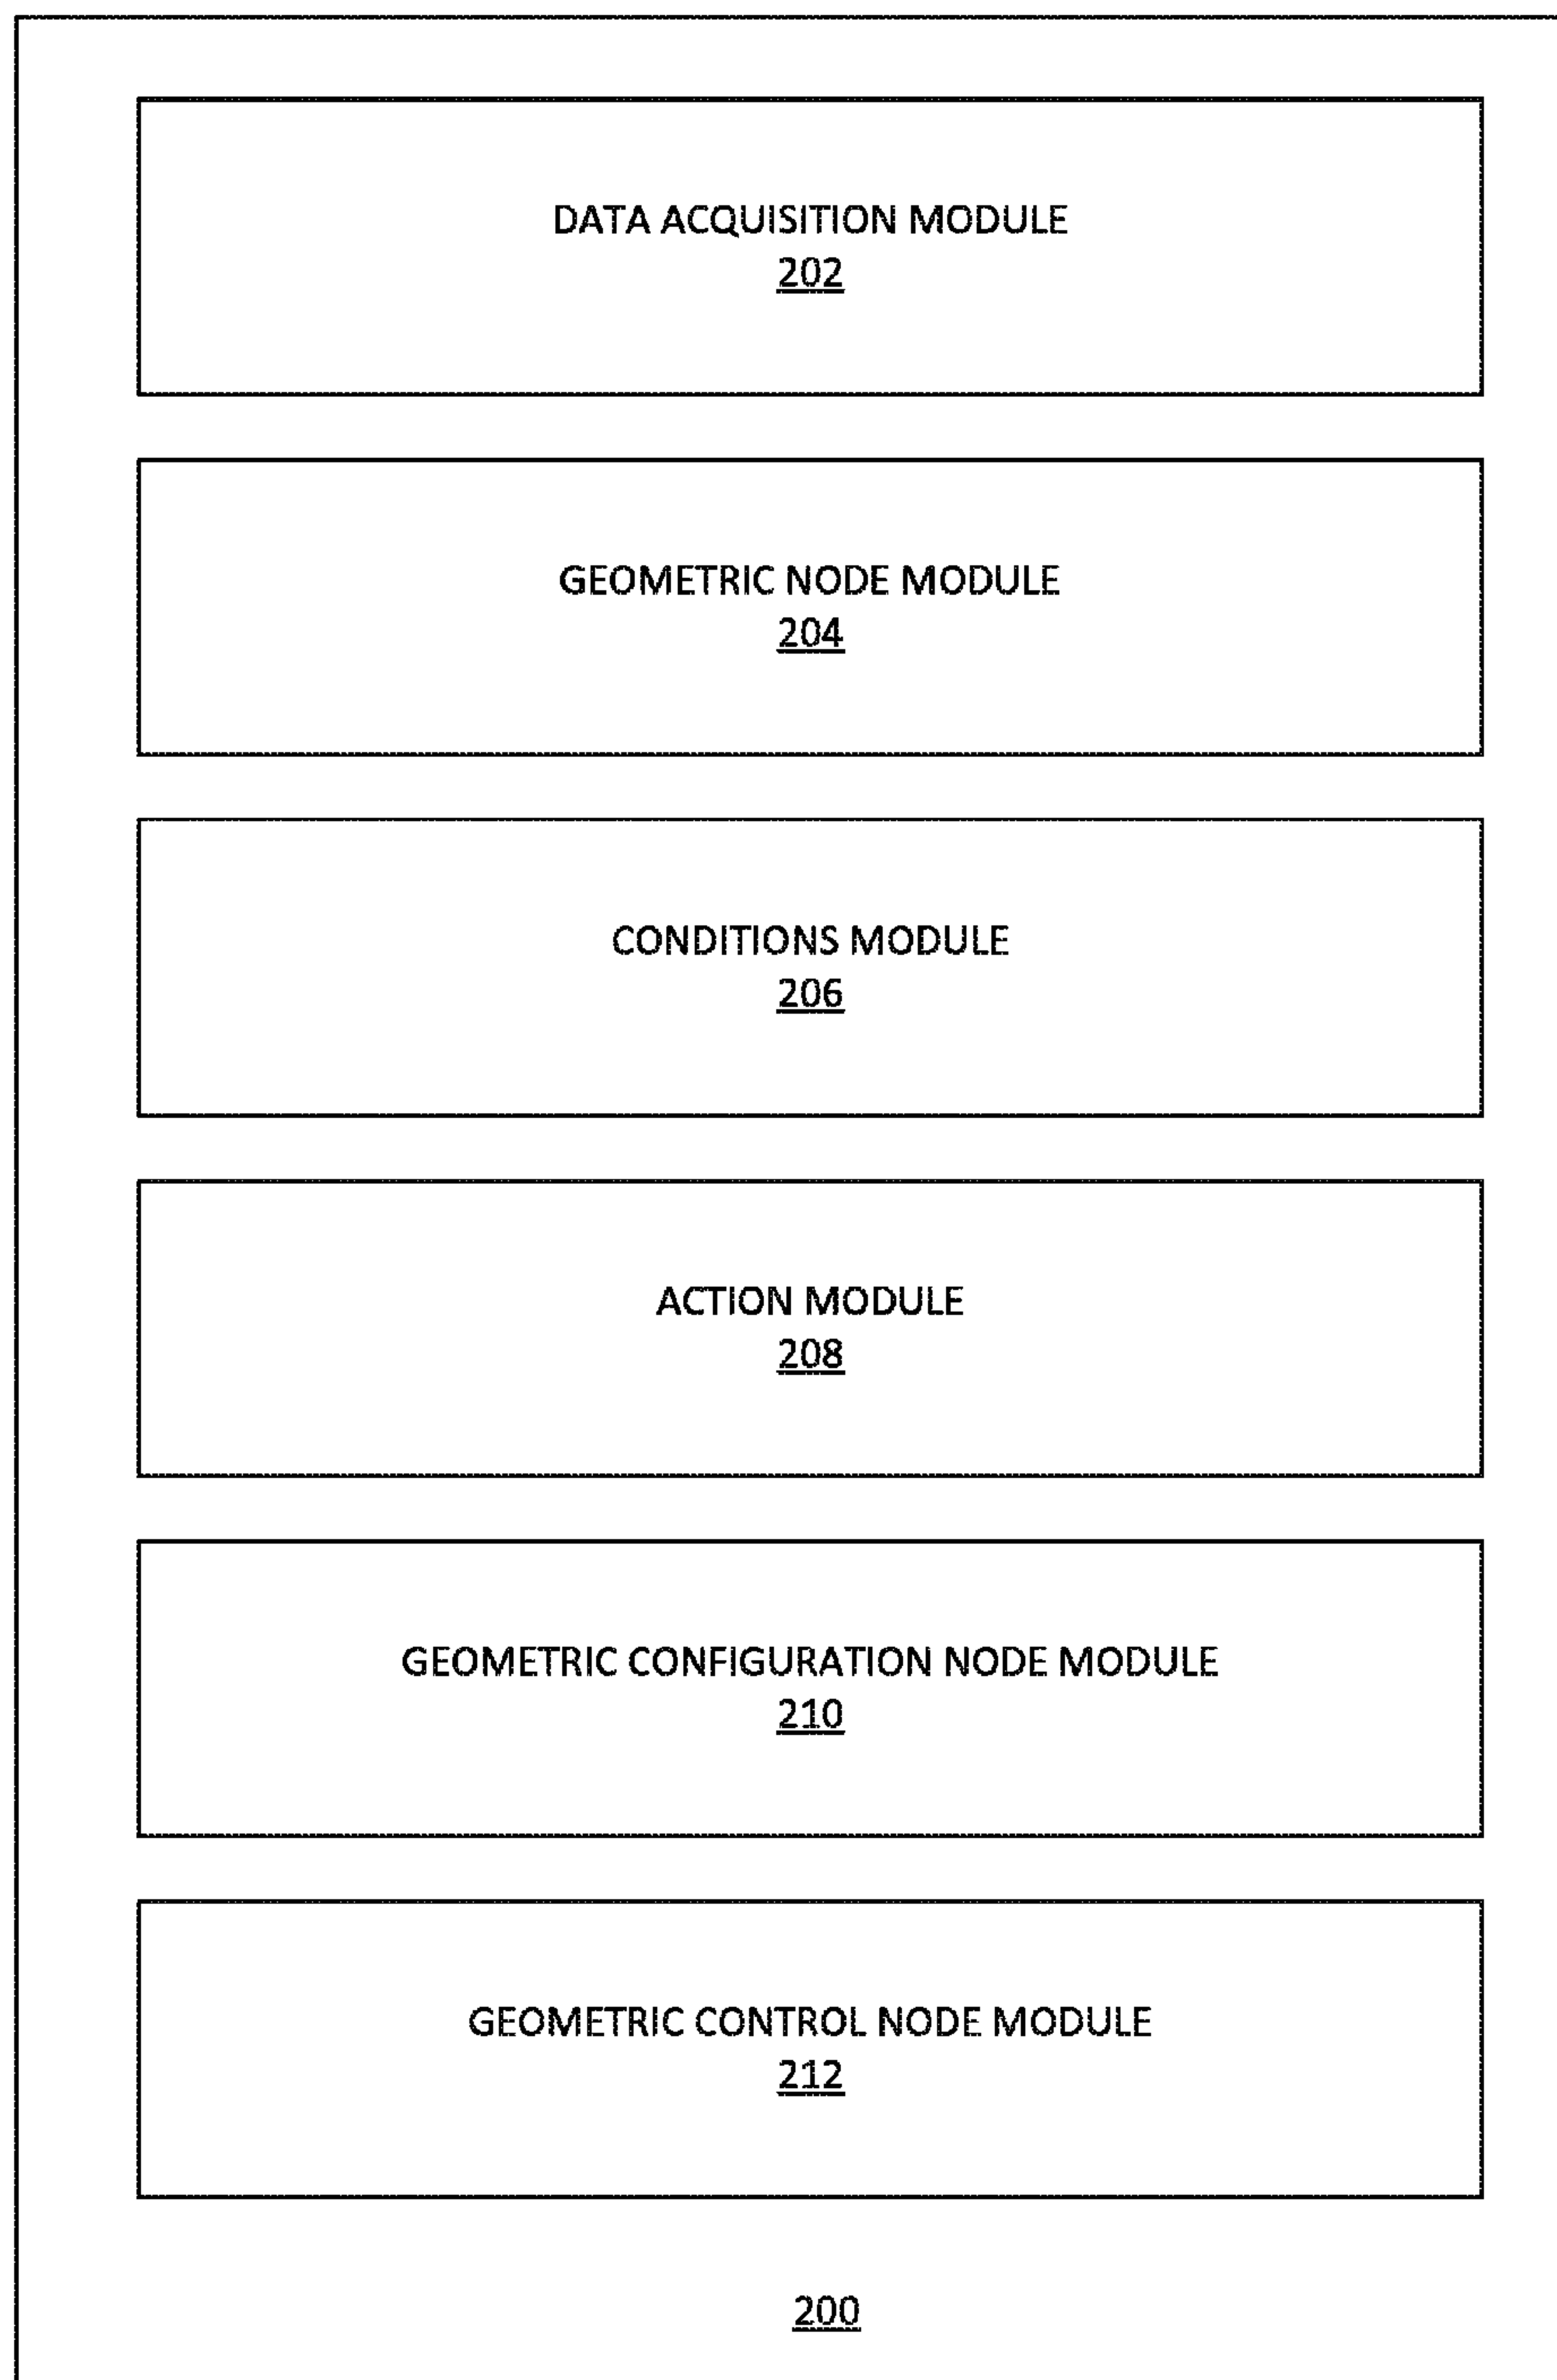 DATA ACQUISITION MODULE
202
GEOMETRIC NODE MODULE
204
CONDITIONS MODULE
206
ACTION MODULE
208
GEOMETRIC CONFIGURATION NODE MODULE
210
GEOMETRIC CONTROL NODE MODULE
212
200